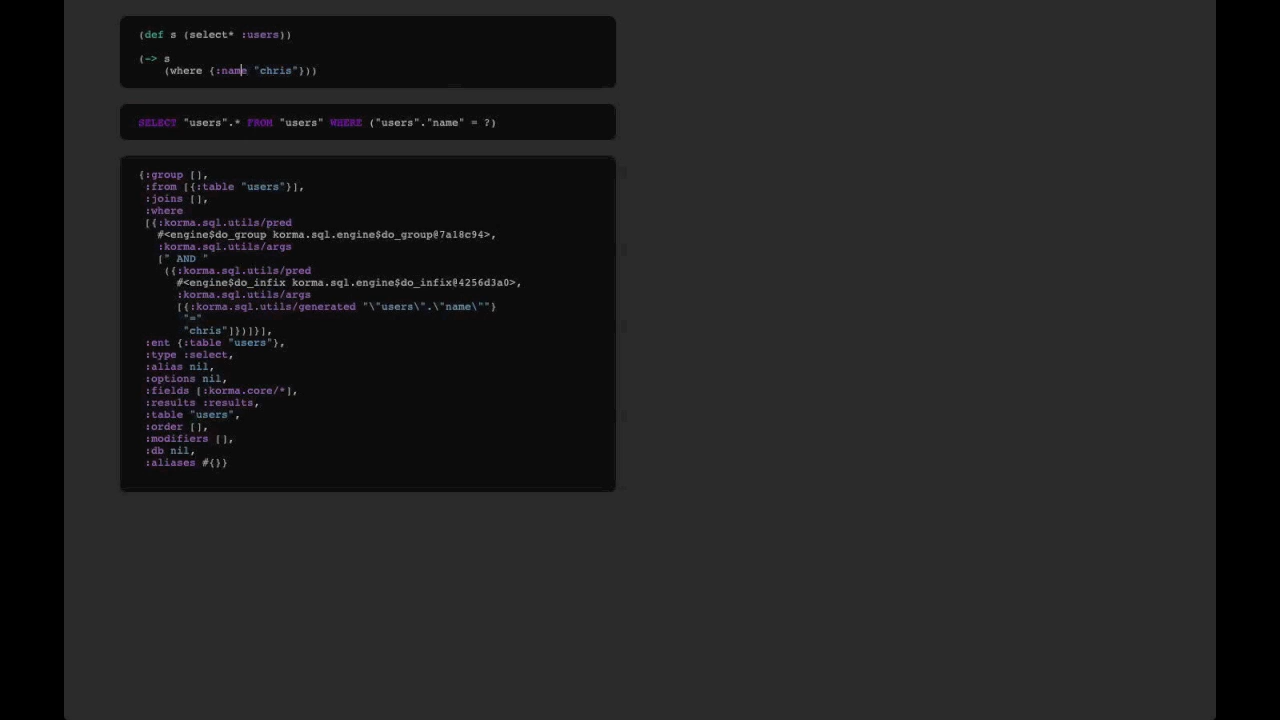 (def s (select* :users))
(-> s
(where {:name "chris"}))
SELECT "users".* FROM "users" WHERE ("users"."name" = ?)
{:group [],
:from [{:table "users"}],
:joins [],
:where
[{:korma.sql.utils/pred
#<engine$do_group korma.sql.engine$do_group@7a18c94>,
:korma.sql.utils/args
[" AND "
({:korma.sql.utils/pred
#<engine$do_infix korma.sql.engine$do_infix@4256d3a0>,
:korma.sql.utils/args
[{:korma.sql.utils/generated "\"users\".\"name\""}
"="
"chris"]})]}],
:ent {:table "users"},
:type :select,
:alias nil,
:options nil,
:fields [:korma.core/*],
:results :results,
:table "users",
:order [],
:modifiers [],
:db nil,
:aliases #{}}